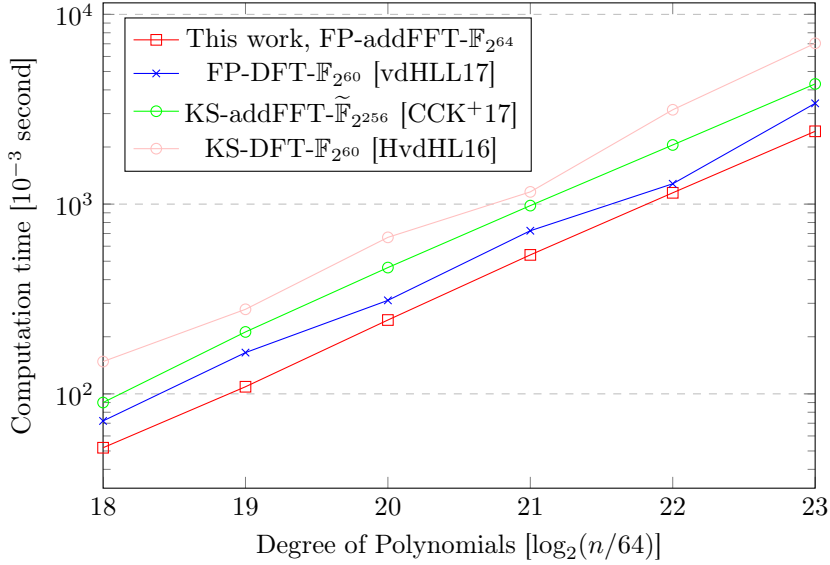 10⁴
This work, FP-addFFT-𝔽₂₆₄
FP-DFT-𝔽₂₆₀ [vdHLL17]
KS-addFFT-𝔽̃₂₂₅₆ [CCK⁺17]
KS-DFT-𝔽₂₆₀ [HvdHL16]
10³
10²
Computation time [10⁻³ second]
18 19 20 21 22 23
Degree of Polynomials [log₂(n/64)]